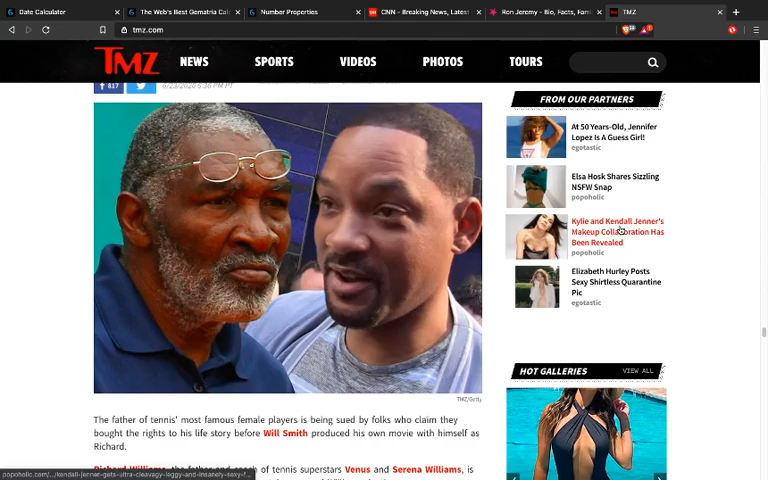 Date Calculator
The Web's Best Gematria Cal
Number Properties
CNN - Breaking News, Latest
Ron Jeremy - Bio, Facts, Fam
TMZ
tmz.com
TMZ
NEWS
SPORTS
VIDEOS
PHOTOS
TOURS
817
6/23/2020 6:36 PM PT
TMZ/Getty
The father of tennis' most famous female players is being sued by folks who claim they
bought the rights to his life story before Will Smith produced his own movie with himself as
Richard.
Richard Williams, the father and coach of tennis superstars Venus and Serena Williams, is
popoholic.com/.../kendall-jenner-gets-ultra-cleavagy-leggy-and-insanely-sexy-f...
FROM OUR PARTNERS
At 50 Years-Old, Jennifer
Lopez Is A Guess Girl!
egotastic
Elsa Hosk Shares Sizzling
NSFW Snap
popoholic
Kylie and Kendall Jenner's
Makeup Collaboration Has
Been Revealed
popoholic
Elizabeth Hurley Posts
Sexy Shirtless Quarantine
Pic
egotastic
HOT GALLERIES
VIEW ALL